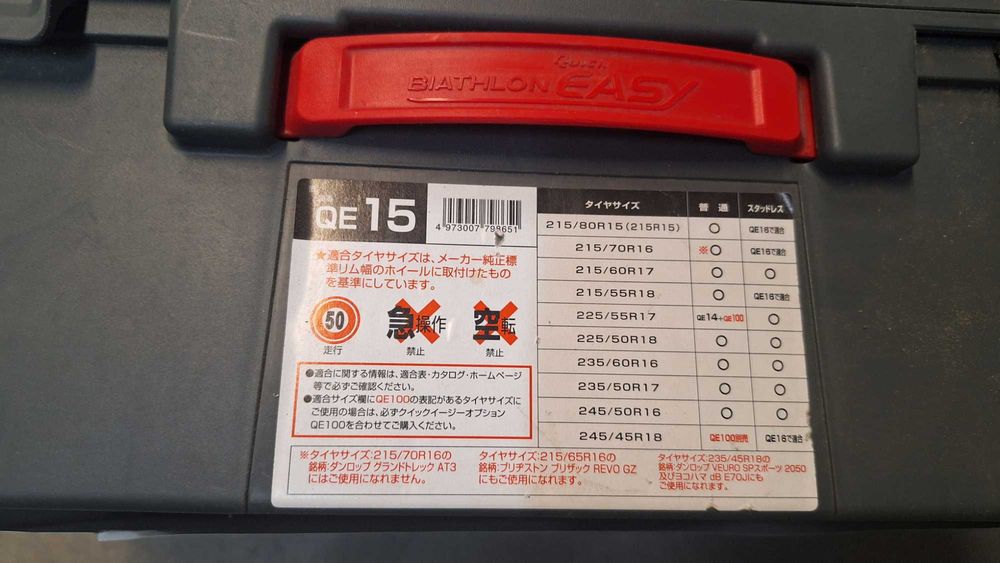 QUICK
BIATHLON EASY
QE 15
4 973007 798651
★適合タイヤサイズは、メーカー純正標
準リム幅のホイールに取付けたもの
を基準にしています。
50
走行
急操作
禁止
空転
禁止
●適合に関する情報は、適合表・カタログ・ホームページ
等で必ずご確認ください。
●適合サイズ欄にQE100の表記があるタイヤサイズに
ご使用の場合は、必ずクイックイージーオプション
QE100を合わせてご購入ください。
タイヤサイズ 普通 スタッドレス
215/80R15(215R15) ○ QE16で適合
215/70R16 ※○ QE16で適合
215/60R17 ○ ○
215/55R18 ○ QE16で適合
225/55R17 QE14+QE100 ○
225/50R18 ○ ○
235/60R16 ○ ○
235/50R17 ○ ○
245/50R16 ○ ○
245/45R18 QE100別売 QE16で適合
※タイヤサイズ:215/70R16の
銘柄:ダンロップ グランドトレック AT3
にはご使用になれません。
タイヤサイズ:215/65R16の
銘柄:ブリヂストン ブリザック REVO GZ
にもご使用になれます。
タイヤサイズ:235/45R18の
銘柄:ダンロップ VEURO SPスポーツ 2050
及びヨコハマ dB E70Jにも
ご使用になれます。